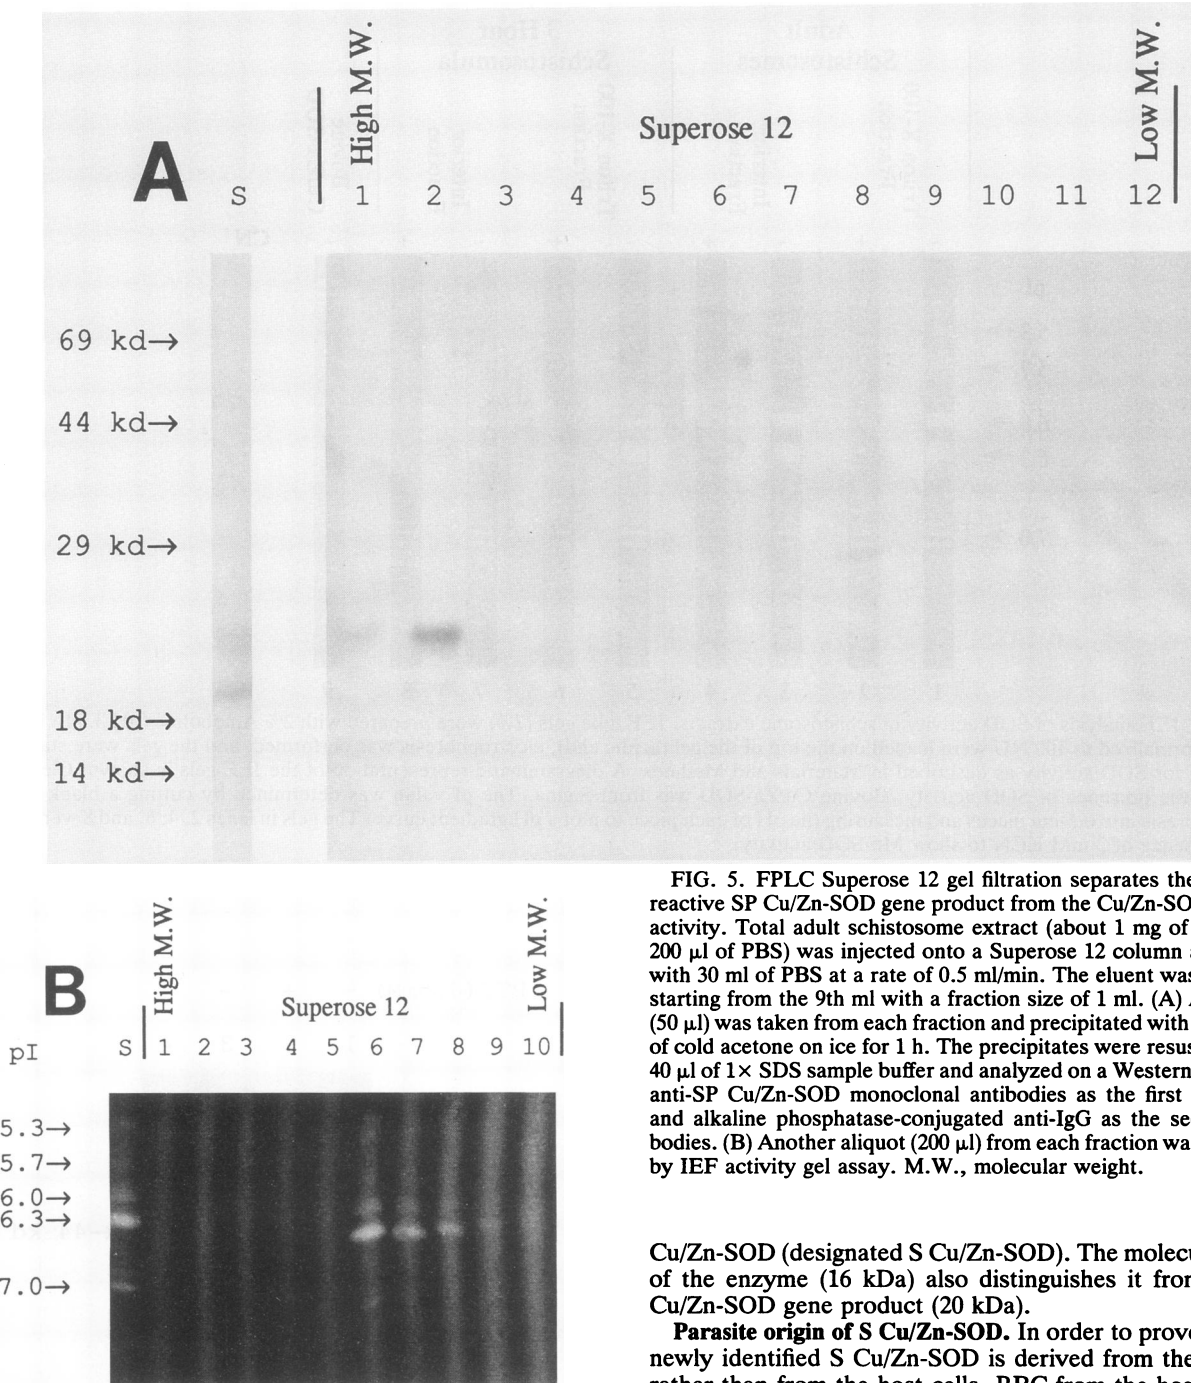 A
S
High M.W.
Superose 12
Low M.W.
1 2 3 4 5 6 7 8 9 10 11 12
69 kd→
44 kd→
29 kd→
18 kd→
14 kd→
B
High M.W.
Superose 12
Low M.W.
pI S 1 2 3 4 5 6 7 8 9 10
5.3→
5.7→
6.0→
6.3→
7.0→
FIG. 5. FPLC Superose 12 gel filtration separates the
reactive SP Cu/Zn-SOD gene product from the Cu/Zn-SO
activity. Total adult schistosome extract (about 1 mg of
200 μl of PBS) was injected onto a Superose 12 column
with 30 ml of PBS at a rate of 0.5 ml/min. The eluent was
starting from the 9th ml with a fraction size of 1 ml. (A)
(50 μl) was taken from each fraction and precipitated with
of cold acetone on ice for 1 h. The precipitates were resus
40 μl of 1× SDS sample buffer and analyzed on a Western
anti-SP Cu/Zn-SOD monoclonal antibodies as the first
and alkaline phosphatase-conjugated anti-IgG as the se
bodies. (B) Another aliquot (200 μl) from each fraction wa
by IEF activity gel assay. M.W., molecular weight.
Cu/Zn-SOD (designated S Cu/Zn-SOD). The molecu
of the enzyme (16 kDa) also distinguishes it from
Cu/Zn-SOD gene product (20 kDa).
Parasite origin of S Cu/Zn-SOD. In order to prove
newly identified S Cu/Zn-SOD is derived from the
rather than from the host cells, RBC from the